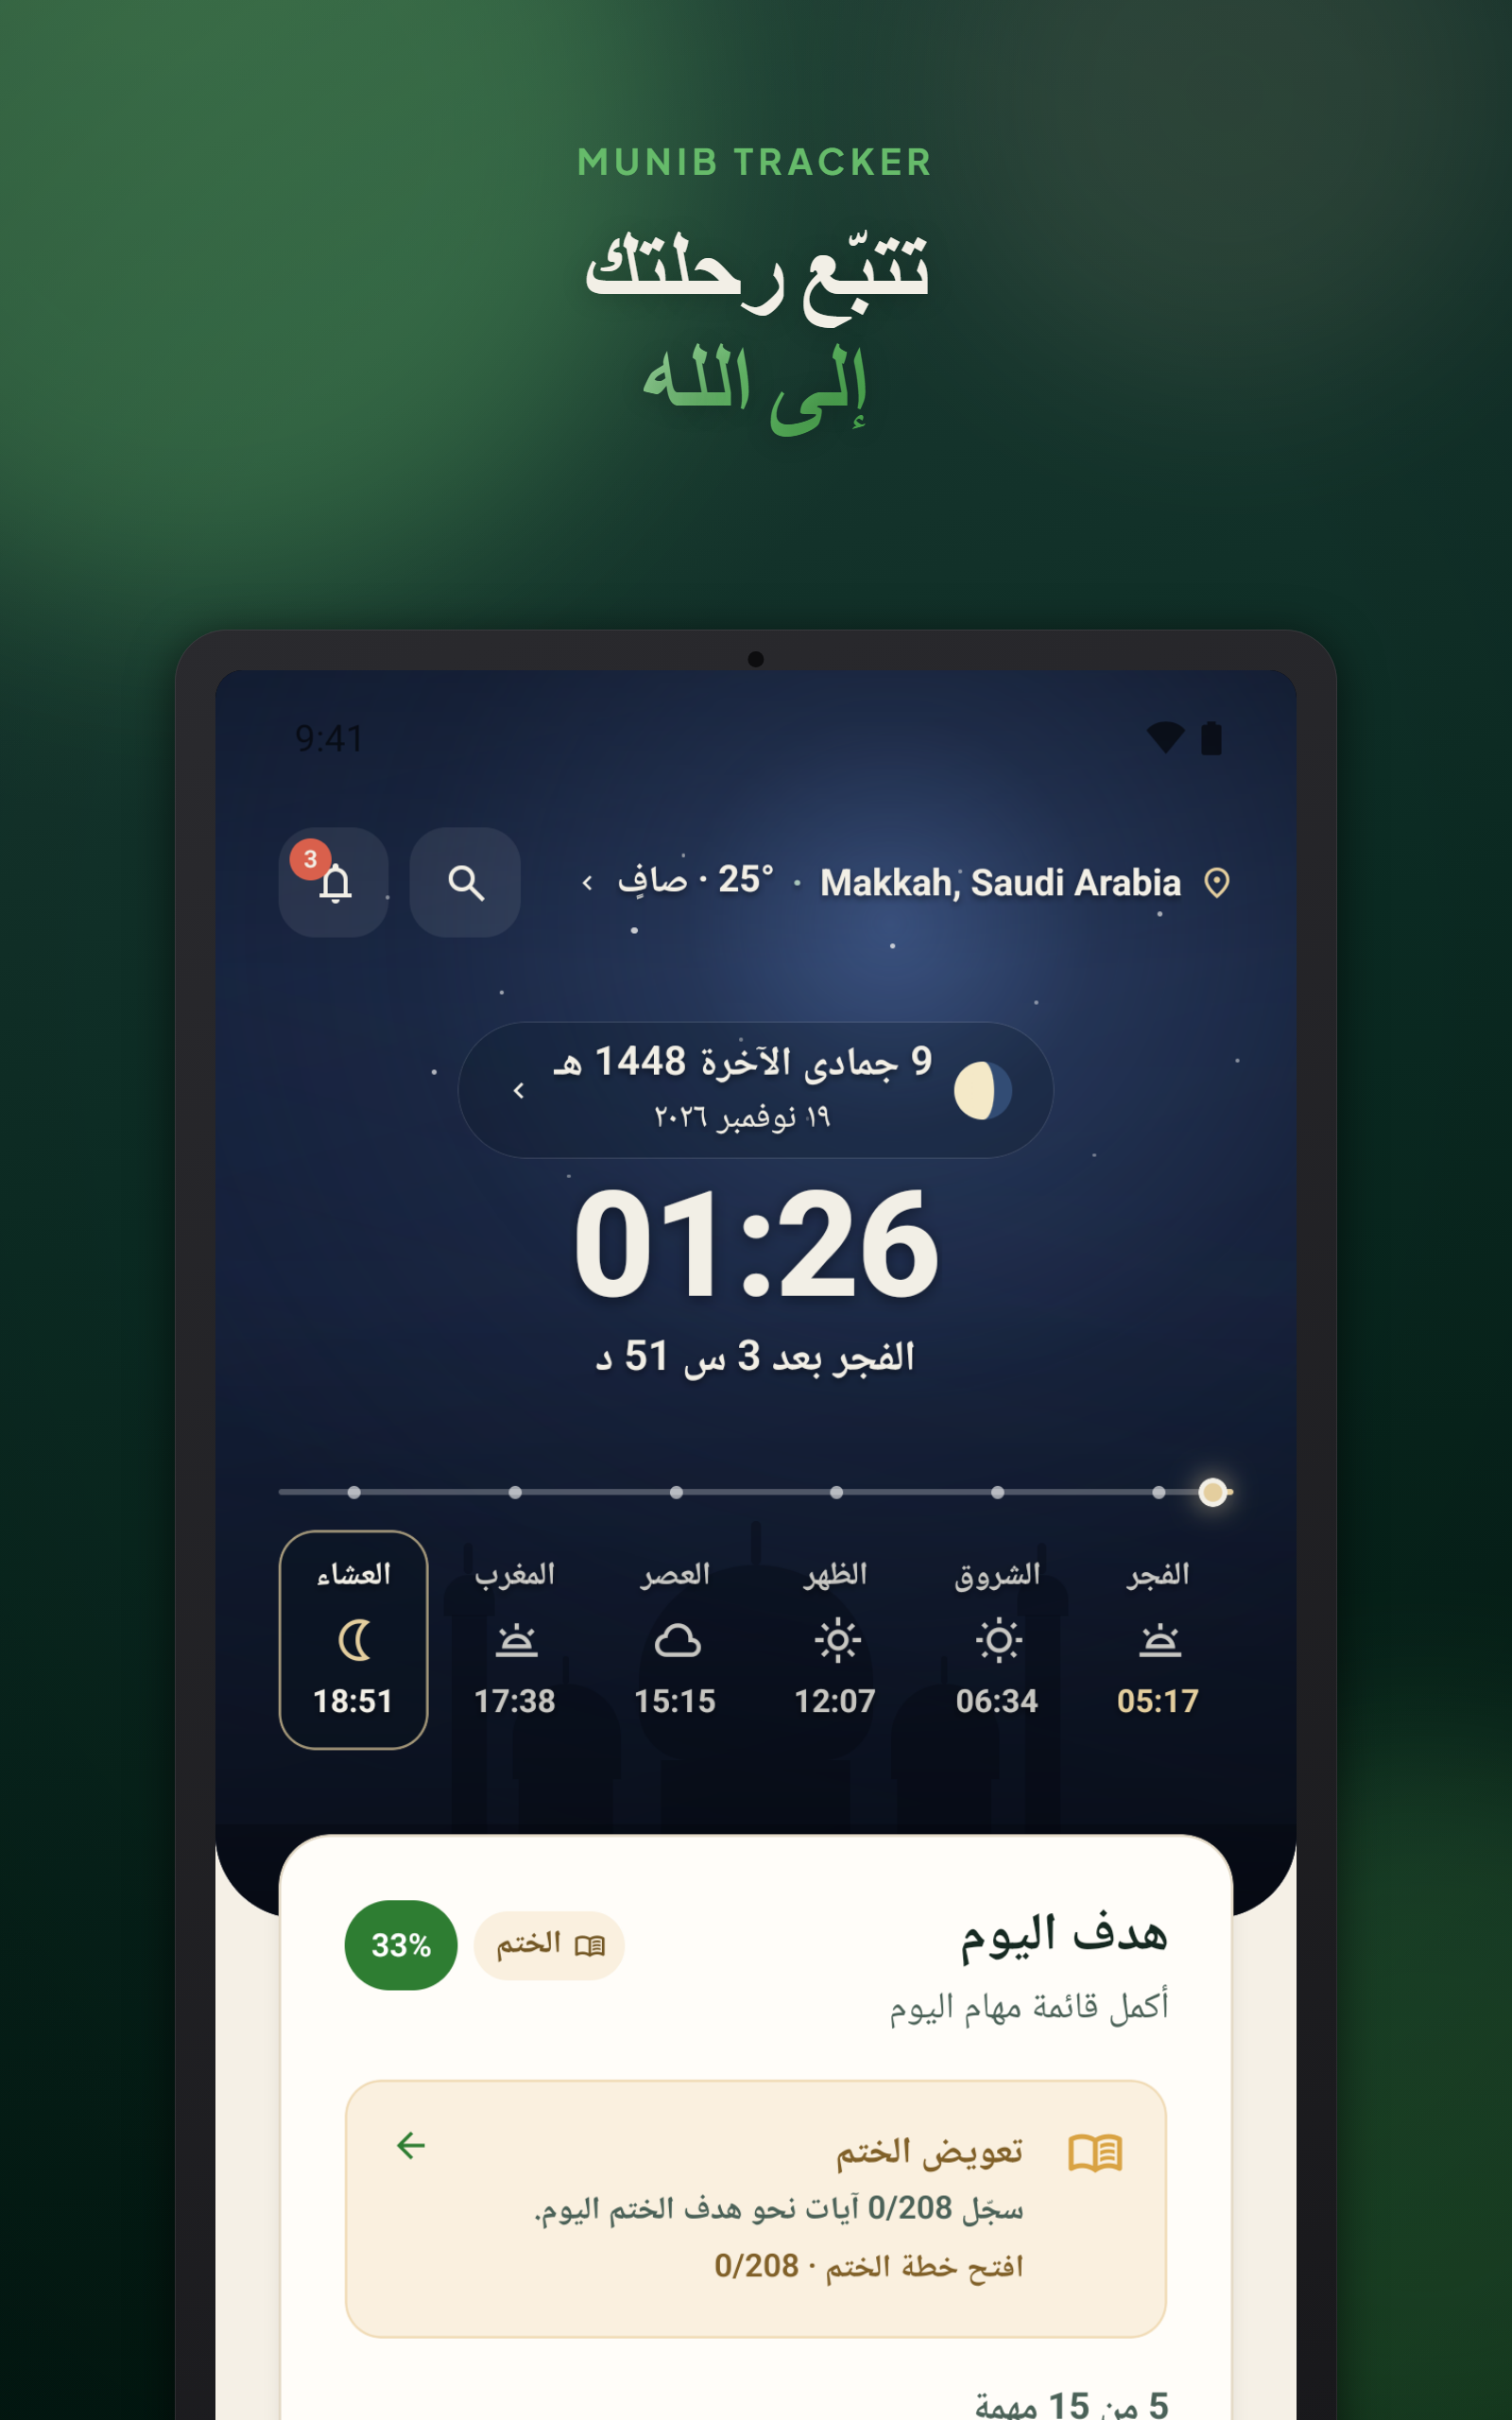 MUNIB TRACKER
تتبّع رحلتك
إلى الله
9:41
Makkah, Saudi Arabia · 25° · صافٍ
3
9 جمادى الآخرة 1448 هـ
١٩ نوفمبر ٢٠٢٦
01:26
الفجر بعد 3 س 51 د
الفجر الشروق الظهر العصر المغرب العشاء
05:17 06:34 12:07 15:15 17:38 18:51
هدف اليوم
الختم
33%
أكمل قائمة مهام اليوم
تعويض الختم
سجّل 0/208 آيات نحو هدف الختم اليوم.
افتح خطة الختم · 0/208
5 من 15 مهمة